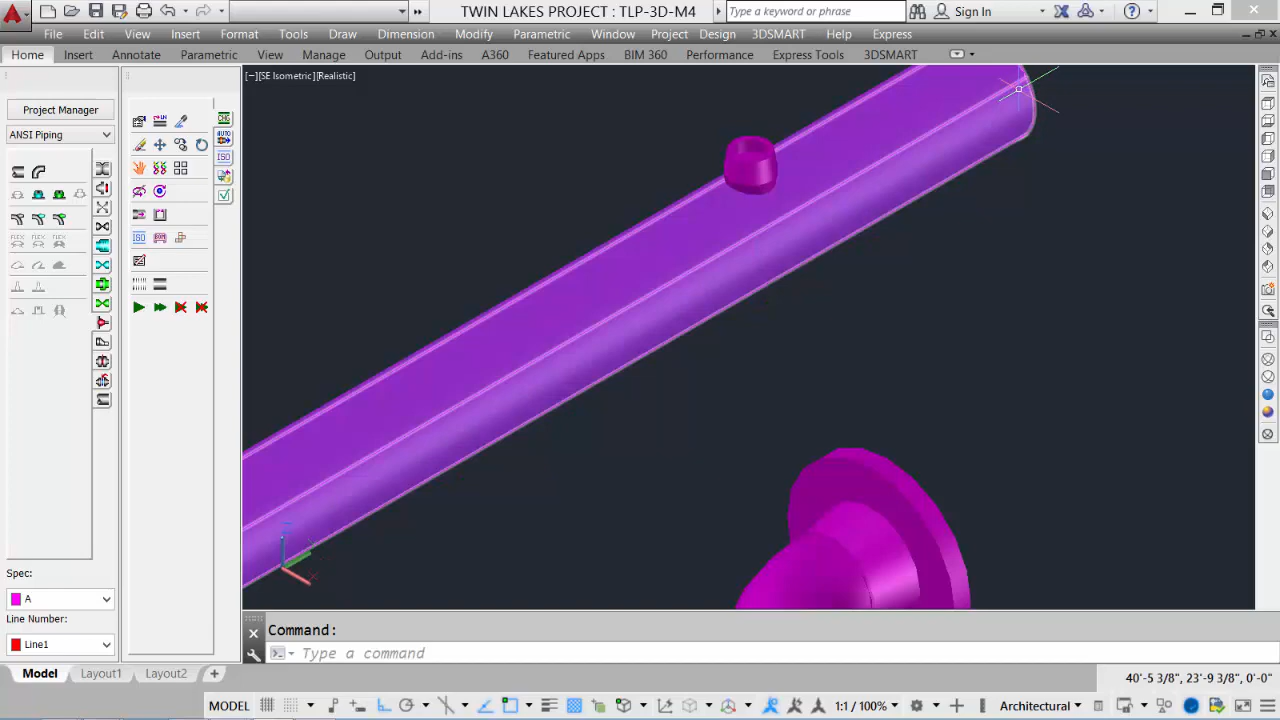 TWIN LAKES PROJECT : TLP-3D-M4
Type a keyword or phrase
Sign In
File Edit View Insert Format Tools Draw Dimension Modify Parametric Window Project Design 3DSMART Help Express
Home Insert Annotate Parametric View Manage Output Add-ins A360 Featured Apps BIM 360 Performance Express Tools 3DSMART
[−][SE Isometric][Realistic]
Project Manager
ANSI Piping
Spec:
A
Line Number:
Line1
Command:
Type a command
Model Layout1 Layout2 +
40'-5 3/8", 23'-9 3/8", 0'-0"
MODEL 1:1 / 100% Architectural